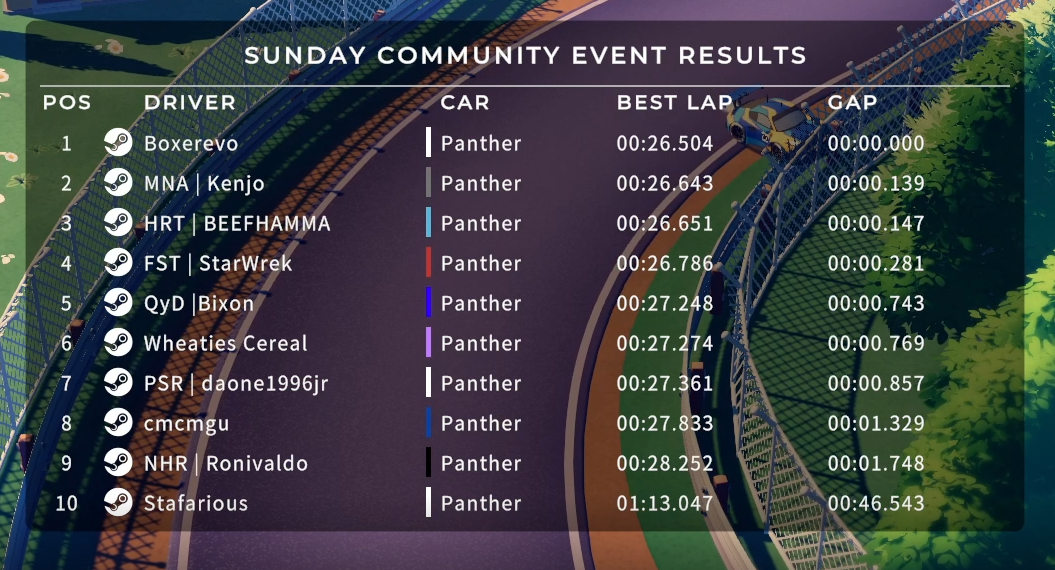 SUNDAY COMMUNITY EVENT RESULTS
POS DRIVER CAR BEST LAP GAP
1 Boxerevo Panther 00:26.504 00:00.000
2 MNA | Kenjo Panther 00:26.643 00:00.139
3 HRT | BEEFHAMMA Panther 00:26.651 00:00.147
4 FST | StarWrek Panther 00:26.786 00:00.281
5 QyD |Bixon Panther 00:27.248 00:00.743
6 Wheaties Cereal Panther 00:27.274 00:00.769
7 PSR | daone1996jr Panther 00:27.361 00:00.857
8 cmcmgu Panther 00:27.833 00:01.329
9 NHR | Ronivaldo Panther 00:28.252 00:01.748
10 Stafarious Panther 01:13.047 00:46.543